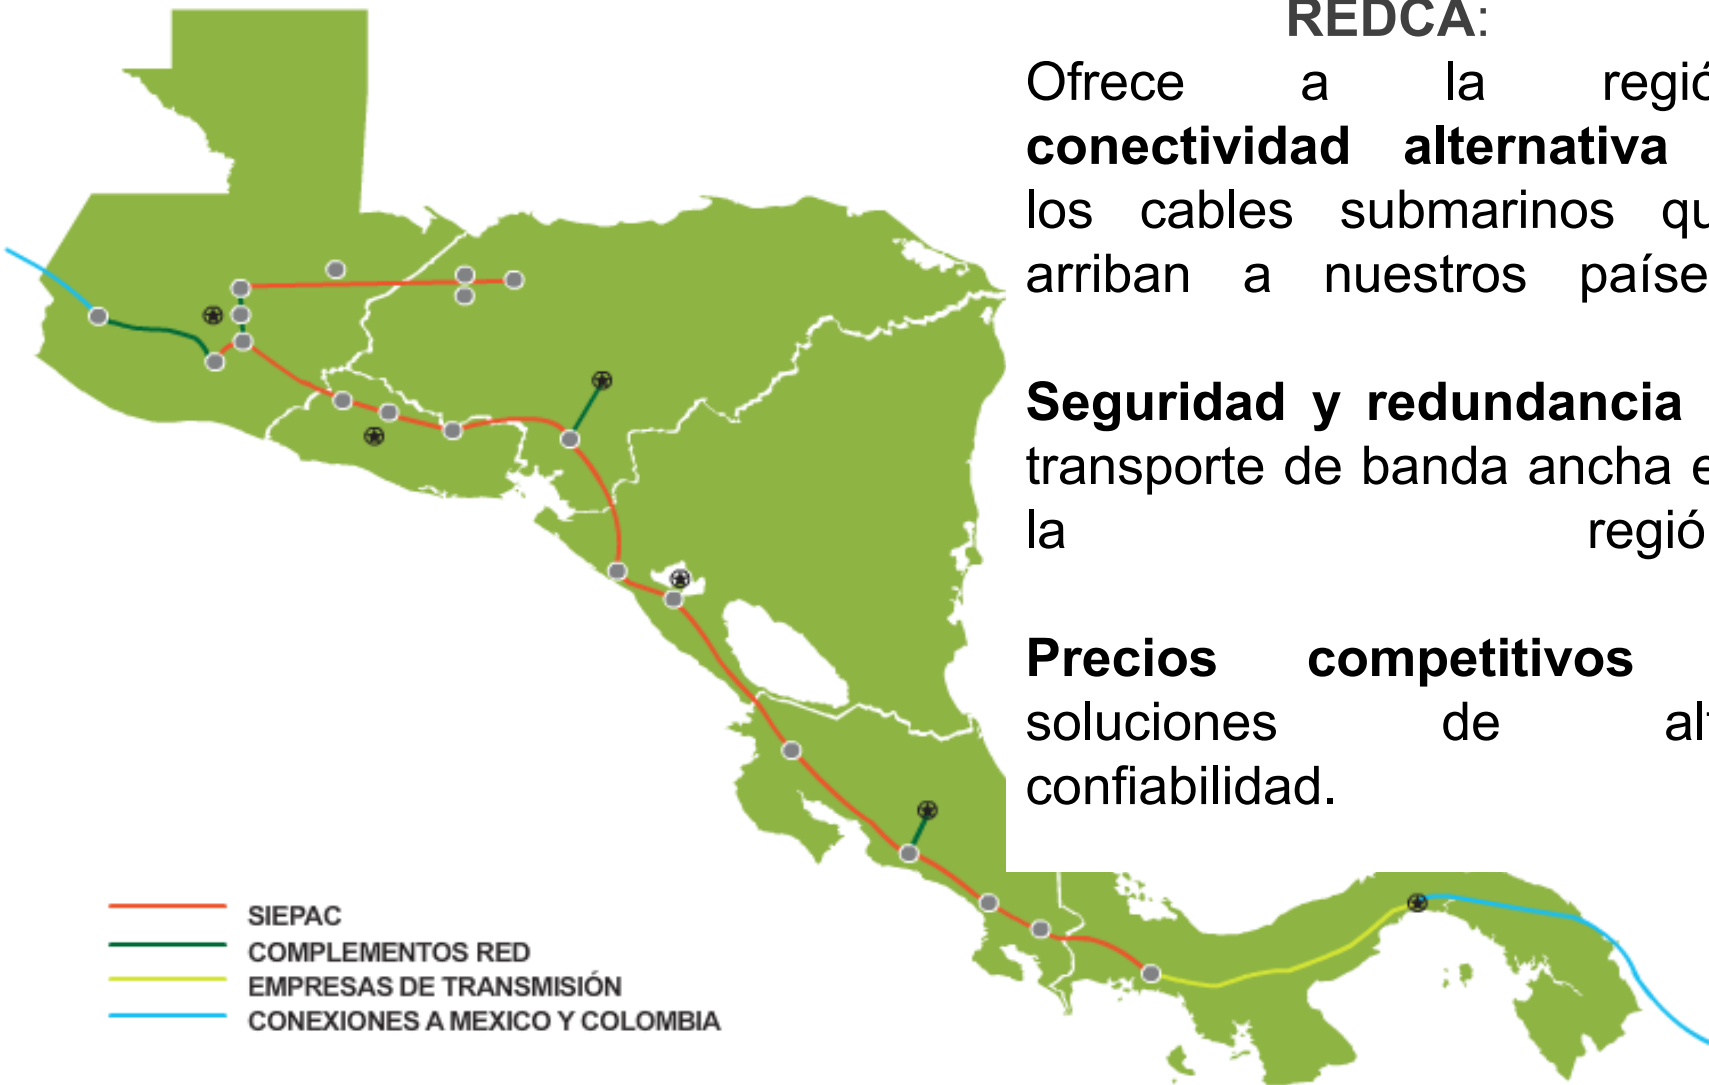 REDCA:
Ofrece a la regió
conectividad alternativa
los cables submarinos qu
arriban a nuestros paíse
Seguridad y redundancia
transporte de banda ancha e
la regió
Precios competitivos
soluciones de alt
confiabilidad.
SIEPAC
COMPLEMENTOS RED
EMPRESAS DE TRANSMISIÓN
CONEXIONES A MEXICO Y COLOMBIA